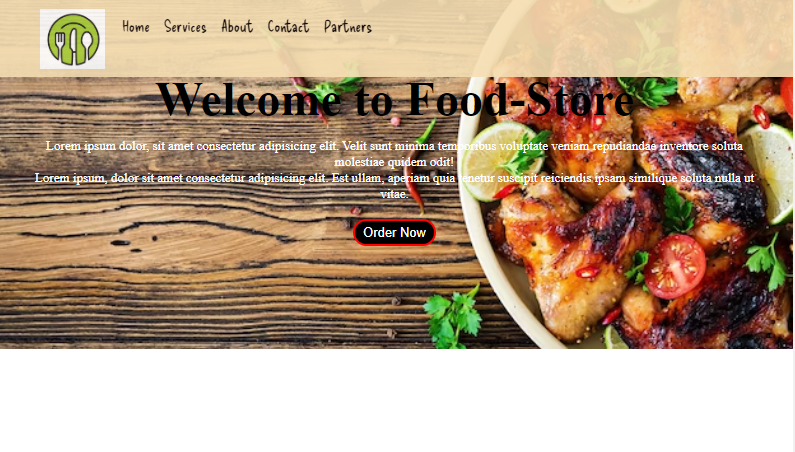 Home Services About Contact Partners
Welcome to Food-Store
Lorem ipsum dolor, sit amet consectetur adipisicing elit. Velit sunt minima temporibus voluptate veniam repudiandae inventore soluta
molestiae quidem odit!
Lorem ipsum, dolor sit amet consectetur adipisicing elit. Est ullam, aperiam quia tenetur suscipit reiciendis ipsam similique soluta nulla ut
vitae.
Order Now